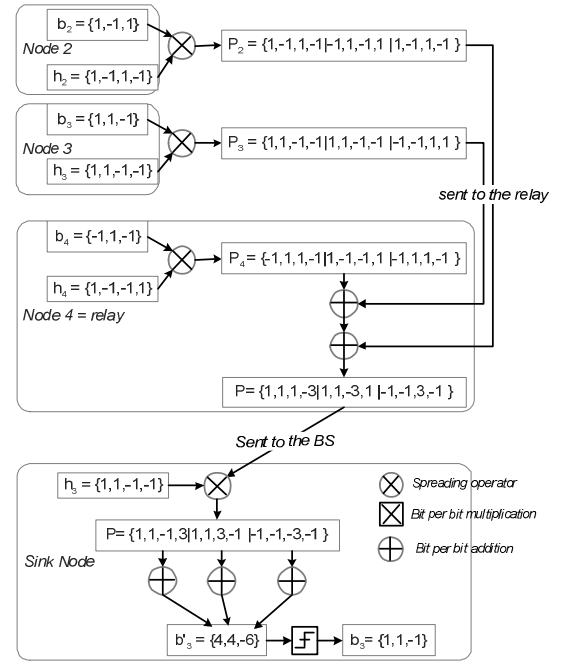 b2 = {1,-1,1}
Node 2
h2 = {1,-1,1,-1}
P2 = {1,-1,1,-1|-1,1,-1,1 |1,-1,1,-1 }
b3 = {1,1,-1}
Node 3
h3 = {1,1,-1,-1}
P3 = {1,1,-1,-1|1,1,-1,-1 |-1,-1,1,1 }
sent to the relay
b4 = {-1,1,-1}
P4 = {-1,1,1,-1|1,-1,-1,1 |-1,1,1,-1 }
h4 = {1,-1,-1,1}
Node 4 = relay
P= {1,1,1,-3|1,1,-3,1 |-1,-1,3,-1 }
Sent to the BS
h3 = {1,1,-1,-1}
Spreading operator
Bit per bit multiplication
P= {1,1,-1,3|1,1,3,-1 |-1,-1,-3,-1 }
Bit per bit addition
Sink Node
b'3 = {4,4,-6}
b3= {1,1,-1}